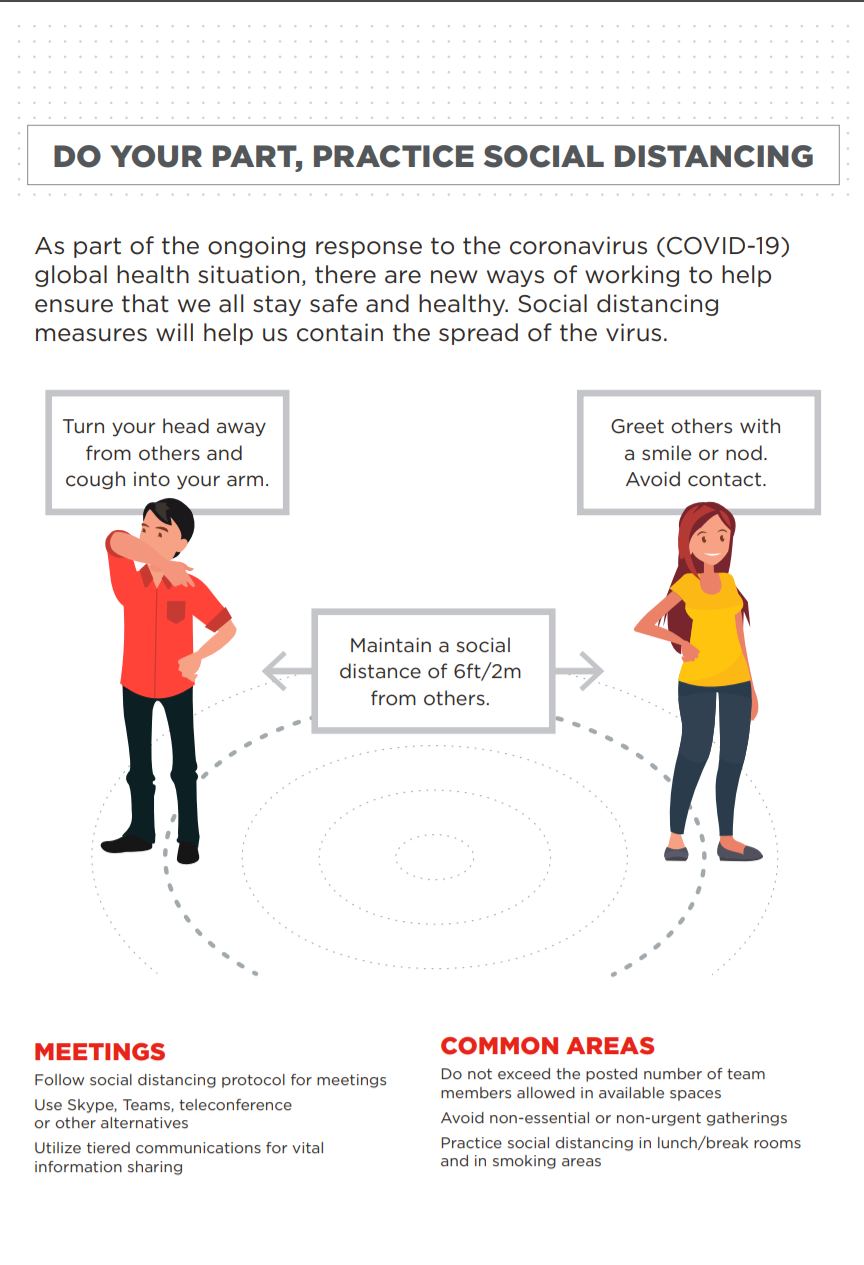 DO YOUR PART, PRACTICE SOCIAL DISTANCING
As part of the ongoing response to the coronavirus (COVID-19)
global health situation, there are new ways of working to help
ensure that we all stay safe and healthy. Social distancing
measures will help us contain the spread of the virus.
Turn your head away
from others and
cough into your arm.
Greet others with
a smile or nod.
Avoid contact.
Maintain a social
distance of 6ft/2m
from others.
MEETINGS
Follow social distancing protocol for meetings
Use Skype, Teams, teleconference
or other alternatives
Utilize tiered communications for vital
information sharing
COMMON AREAS
Do not exceed the posted number of team
members allowed in available spaces
Avoid non-essential or non-urgent gatherings
Practice social distancing in lunch/break rooms
and in smoking areas